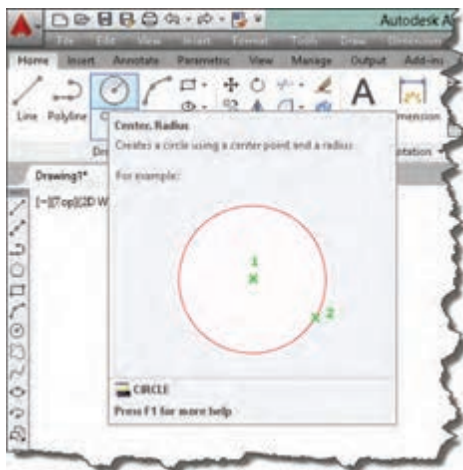 Autodesk A
File Edit View Insert Format Tools Draw Dimension
Home Insert Annotate Parametric View Manage Output Add-ins
A
Line Polyline
Center, Radius
Creates a circle using a center point and a radius
For example:
Drawing1*
[-][Top][2D W
1
2
CIRCLE
Press F1 for more help